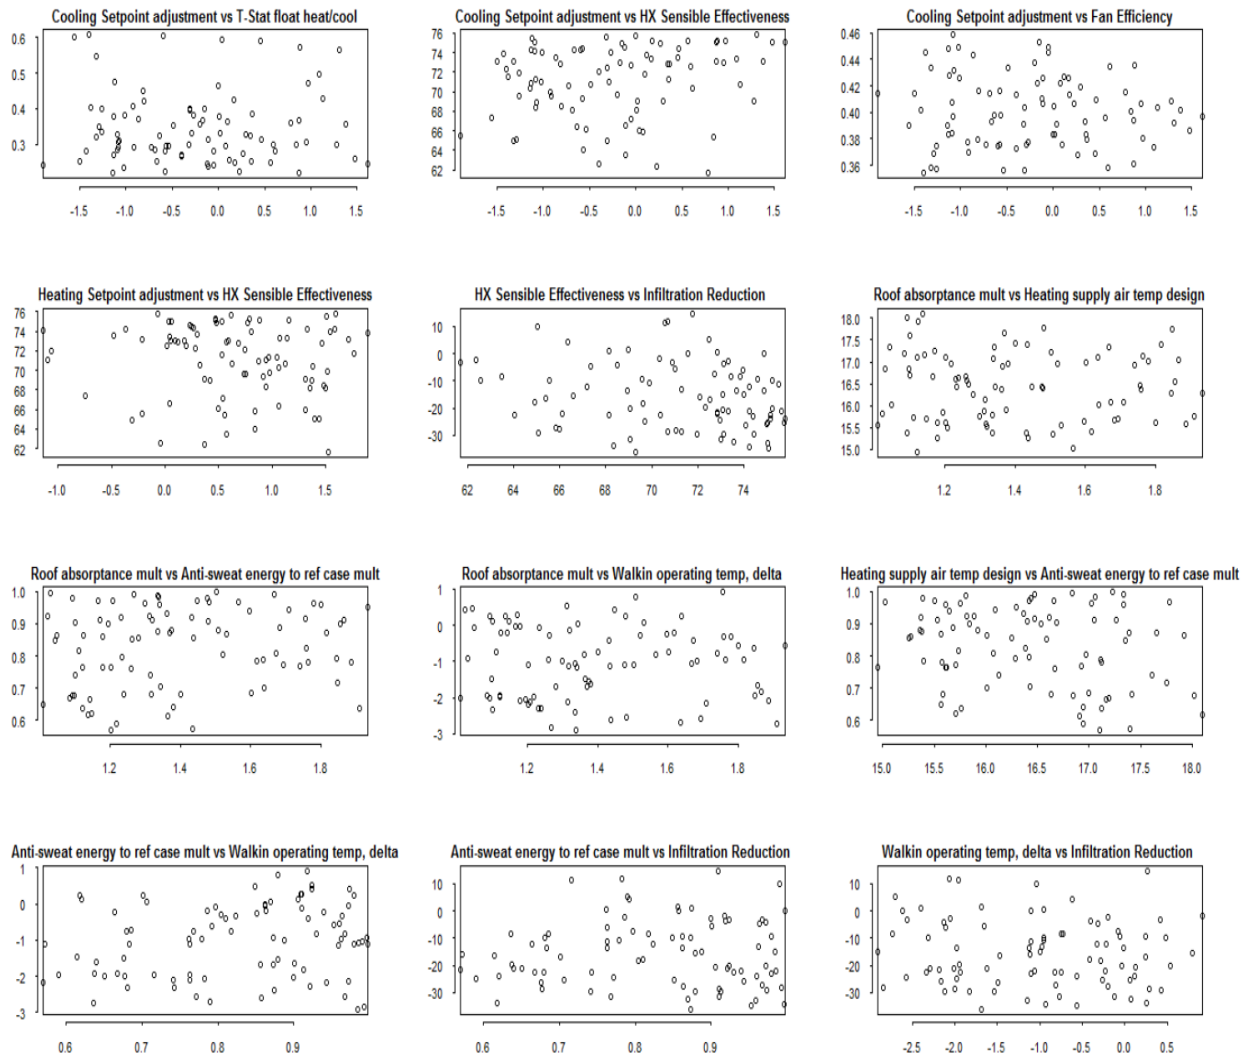 Cooling Setpoint adjustment vs T-Stat float heat/cool
0.6
0.5
0.4
0.3
-1.5 -1.0 -0.5 0.0 0.5 1.0 1.5
Cooling Setpoint adjustment vs HX Sensible Effectiveness
76
74
72
70
68
66
64
62
-1.5 -1.0 -0.5 0.0 0.5 1.0 1.5
Cooling Setpoint adjustment vs Fan Efficiency
0.46
0.44
0.42
0.40
0.38
0.36
-1.5 -1.0 -0.5 0.0 0.5 1.0 1.5
Heating Setpoint adjustment vs HX Sensible Effectiveness
76
74
72
70
68
66
64
62
-1.0 -0.5 0.0 0.5 1.0 1.5
HX Sensible Effectiveness vs Infiltration Reduction
10
0
-10
-20
-30
62 64 66 68 70 72 74
Roof absorptance mult vs Heating supply air temp design
18.0
17.5
17.0
16.5
16.0
15.5
15.0
1.2 1.4 1.6 1.8
Roof absorptance mult vs Anti-sweat energy to ref case mult
1.0
0.9
0.8
0.7
0.6
1.2 1.4 1.6 1.8
Roof absorptance mult vs Walkin operating temp, delta
1
0
-1
-2
-3
1.2 1.4 1.6 1.8
Heating supply air temp design vs Anti-sweat energy to ref case mult
1.0
0.9
0.8
0.7
0.6
15.0 15.5 16.0 16.5 17.0 17.5 18.0
Anti-sweat energy to ref case mult vs Walkin operating temp, delta
1
0
-1
-2
-3
0.6 0.7 0.8 0.9
Anti-sweat energy to ref case mult vs Infiltration Reduction
10
0
-10
-20
-30
0.6 0.7 0.8 0.9
Walkin operating temp, delta vs Infiltration Reduction
10
0
-10
-20
-30
-2.5 -2.0 -1.5 -1.0 -0.5 0.0 0.5